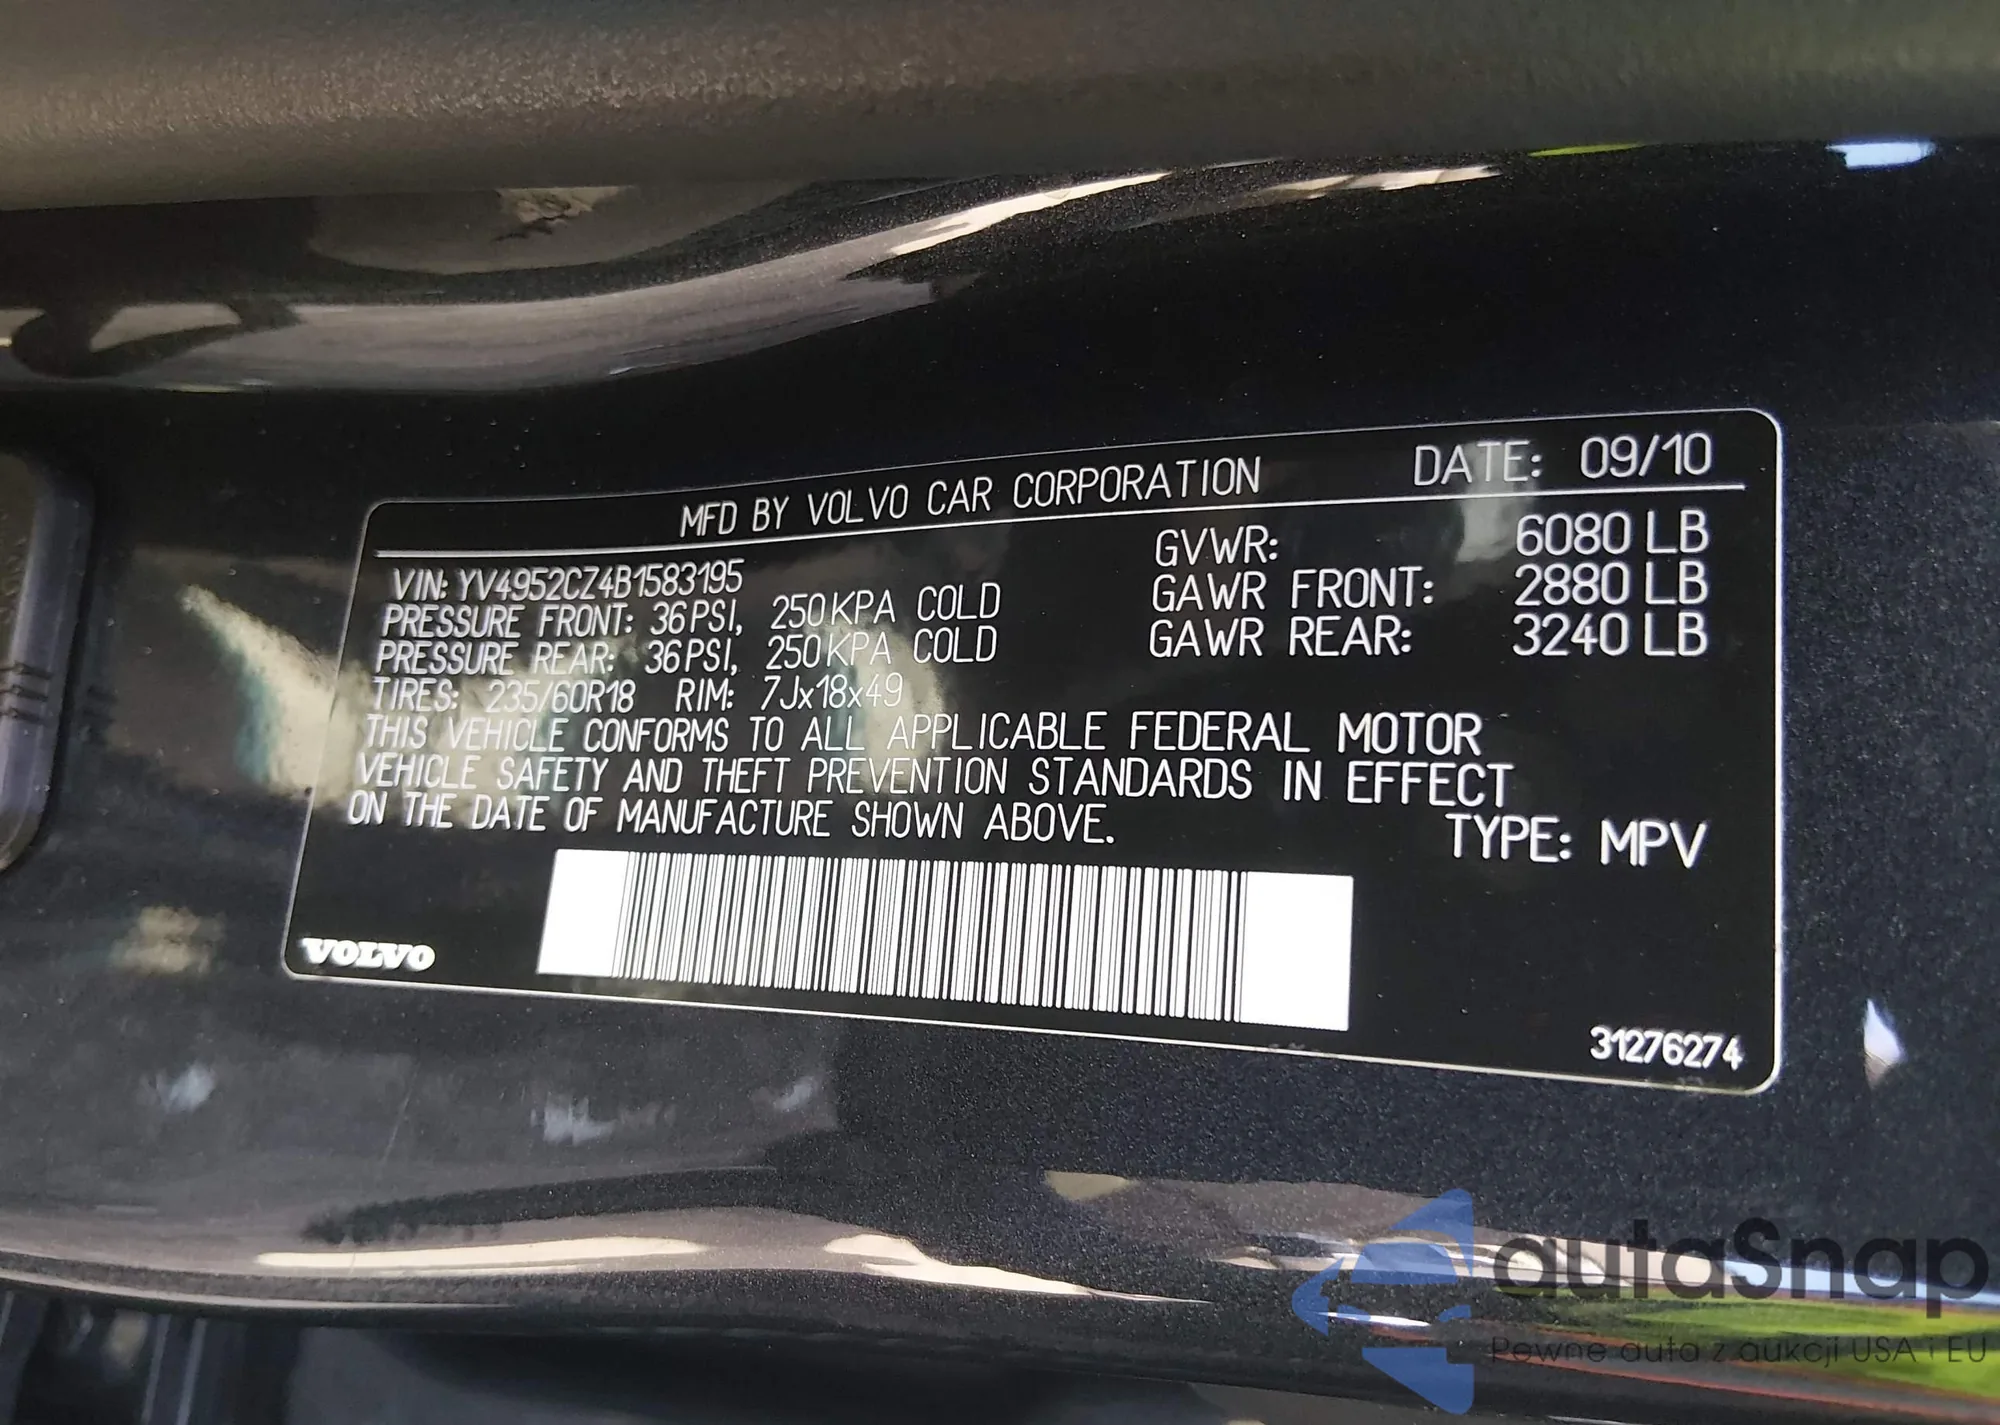 MFD BY VOLVO CAR CORPORATION DATE: 09/10
VIN: YV4952CZ4B1583195
PRESSURE FRONT: 36PSI, 250KPA COLD
PRESSURE REAR: 36PSI, 250KPA COLD
TIRES: 235/60R18 RIM: 7Jx18x49
GVWR: 6080 LB
GAWR FRONT: 2880 LB
GAWR REAR: 3240 LB
THIS VEHICLE CONFORMS TO ALL APPLICABLE FEDERAL MOTOR
VEHICLE SAFETY AND THEFT PREVENTION STANDARDS IN EFFECT
ON THE DATE OF MANUFACTURE SHOWN ABOVE.
TYPE: MPV
VOLVO
31276274
autaSnap
Pewne auta z aukcji USA i EU